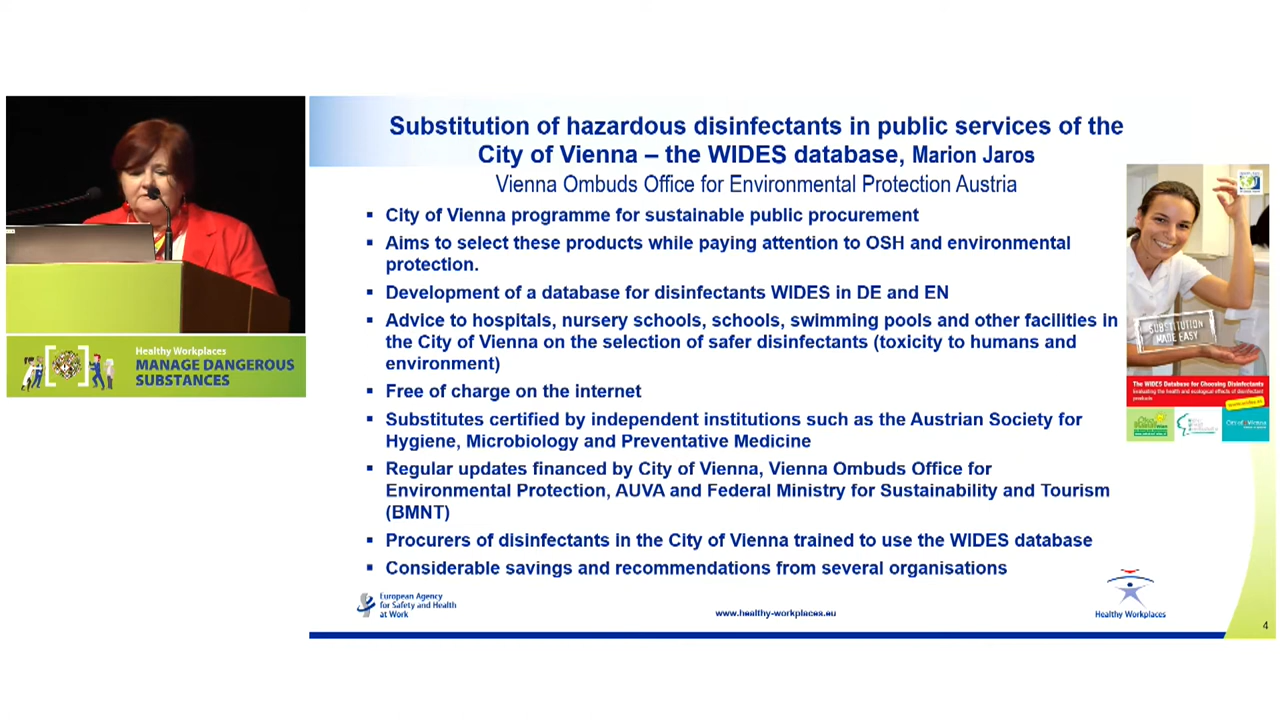 Substitution of hazardous disinfectants in public services of the
City of Vienna – the WIDES database, Marion Jaros
Vienna Ombuds Office for Environmental Protection Austria
▪ City of Vienna programme for sustainable public procurement
▪ Aims to select these products while paying attention to OSH and environmental
protection.
▪ Development of a database for disinfectants WIDES in DE and EN
▪ Advice to hospitals, nursery schools, schools, swimming pools and other facilities in
the City of Vienna on the selection of safer disinfectants (toxicity to humans and
environment)
▪ Free of charge on the internet
▪ Substitutes certified by independent institutions such as the Austrian Society for
Hygiene, Microbiology and Preventative Medicine
▪ Regular updates financed by City of Vienna, Vienna Ombuds Office for
Environmental Protection, AUVA and Federal Ministry for Sustainability and Tourism
(BMNT)
▪ Procurers of disinfectants in the City of Vienna trained to use the WIDES database
▪ Considerable savings and recommendations from several organisations
Healthy Workplaces
MANAGE DANGEROUS
SUBSTANCES
SUBSTITUTION
MADE EASY
The WIDES Database for Choosing Disinfectants
Evaluating the health and ecological effects of disinfectant
products
European Agency
for Safety and Health
at Work
www.healthy-workplaces.eu
Healthy Workplaces
4